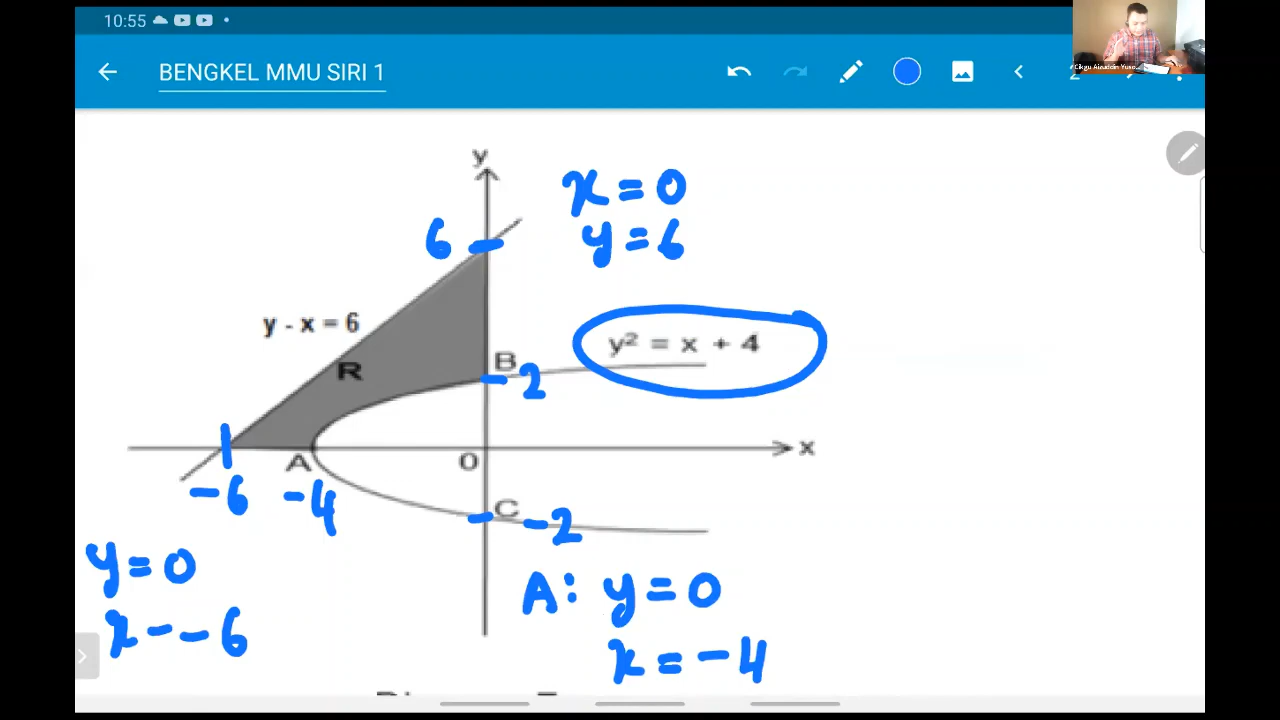 10:55
BENGKEL MMU SIRI 1
y
x = 0
6
y = 6
y - x = 6
y² = x + 4
B
R
2
A
0
x
-6
-4
C
-2
y = 0
A: y = 0
x - - 6
x = -4